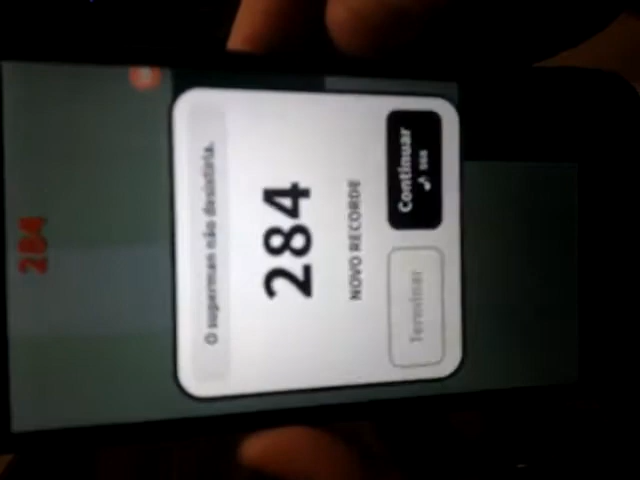 284
O superman não desistiria.
284
NOVO RECORDE
Terminar
Continuar